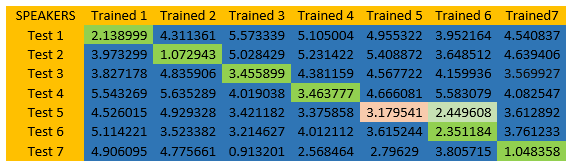 SPEAKERS Trained 1 Trained 2 Trained 3 Trained 4 Trained 5 Trained 6 Trained7
Test 1 2.138999 4.311361 5.573339 5.105004 4.955322 3.952164 4.540837
Test 2 3.973299 1.072943 5.028429 5.231422 5.408872 3.648512 4.639406
Test 3 3.827178 4.835906 3.455899 4.381159 4.567722 4.159936 3.569927
Test 4 5.543269 5.635289 4.019038 3.463777 4.666081 5.583079 4.082547
Test 5 4.526015 4.929328 3.421182 3.375858 3.179541 2.449608 3.612892
Test 6 5.114221 3.523382 3.214627 4.012112 3.615244 2.351184 3.761233
Test 7 4.906095 4.775661 0.913201 2.568464 2.79629 3.805715 1.048358